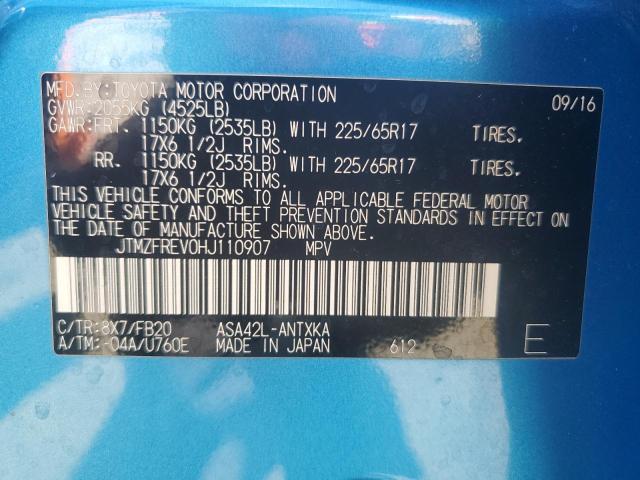 MFD.BY:TOYOTA MOTOR CORPORATION 09/16
GVWR:2055KG (4525LB)
GAWR:FRT. 1150KG (2535LB) WITH 225/65R17 TIRES.
17X6 1/2J RIMS.
RR. 1150KG (2535LB) WITH 225/65R17 TIRES.
17X6 1/2J RIMS.
THIS VEHICLE CONFORMS TO ALL APPLICABLE FEDERAL MOTOR
VEHICLE SAFETY AND THEFT PREVENTION STANDARDS IN EFFECT ON
THE DATE OF MANUFACTURE SHOWN ABOVE.
JTMZFREV0HJ110907 MPV
C/TR:8X7/FB20 ASA42L-ANTXKA
A/TM:-04A/U760E MADE IN JAPAN 612 E